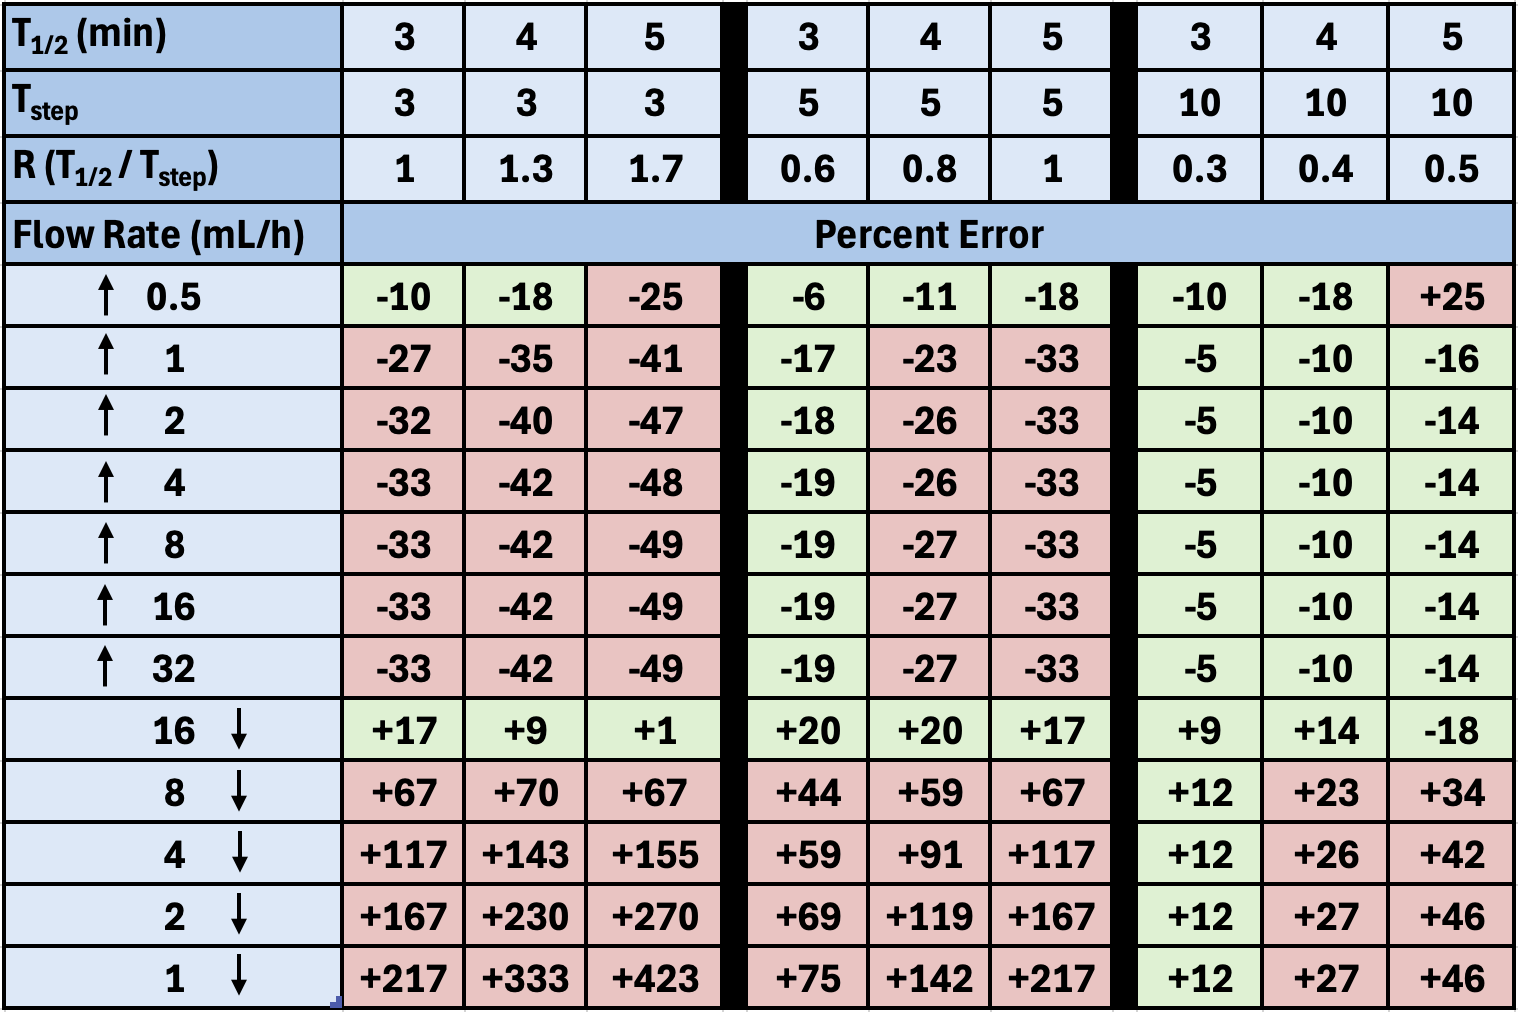 T1/2 (min) 3 4 5 3 4 5 3 4 5
Tstep 3 3 3 5 5 5 10 10 10
R (T1/2 / Tstep) 1 1.3 1.7 0.6 0.8 1 0.3 0.4 0.5
Flow Rate (mL/h) Percent Error
↑ 0.5 -10 -18 -25 -6 -11 -18 -10 -18 +25
↑ 1 -27 -35 -41 -17 -23 -33 -5 -10 -16
↑ 2 -32 -40 -47 -18 -26 -33 -5 -10 -14
↑ 4 -33 -42 -48 -19 -26 -33 -5 -10 -14
↑ 8 -33 -42 -49 -19 -27 -33 -5 -10 -14
↑ 16 -33 -42 -49 -19 -27 -33 -5 -10 -14
↑ 32 -33 -42 -49 -19 -27 -33 -5 -10 -14
16 ↓ +17 +9 +1 +20 +20 +17 +9 +14 -18
8 ↓ +67 +70 +67 +44 +59 +67 +12 +23 +34
4 ↓ +117 +143 +155 +59 +91 +117 +12 +26 +42
2 ↓ +167 +230 +270 +69 +119 +167 +12 +27 +46
1 ↓ +217 +333 +423 +75 +142 +217 +12 +27 +46